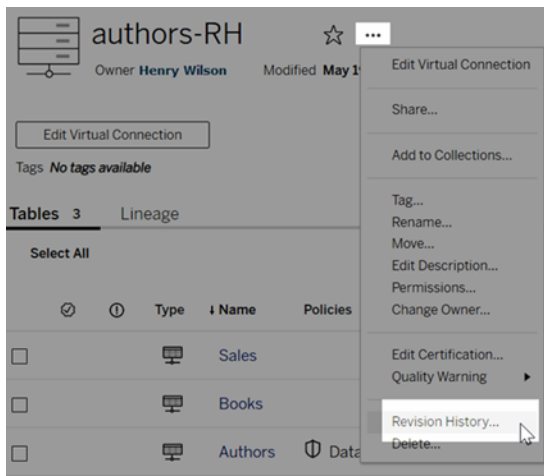 authors-RH
Owner Henry Wilson Modified May 1
Edit Virtual Connection
Tags No tags available
Tables 3 Lineage
Select All
Type ↓ Name Policies
Sales
Books
Authors Data
...
Edit Virtual Connection
Share...
Add to Collections...
Tag...
Rename...
Move...
Edit Description...
Permissions...
Change Owner...
Edit Certification...
Quality Warning
Revision History...
Delete...